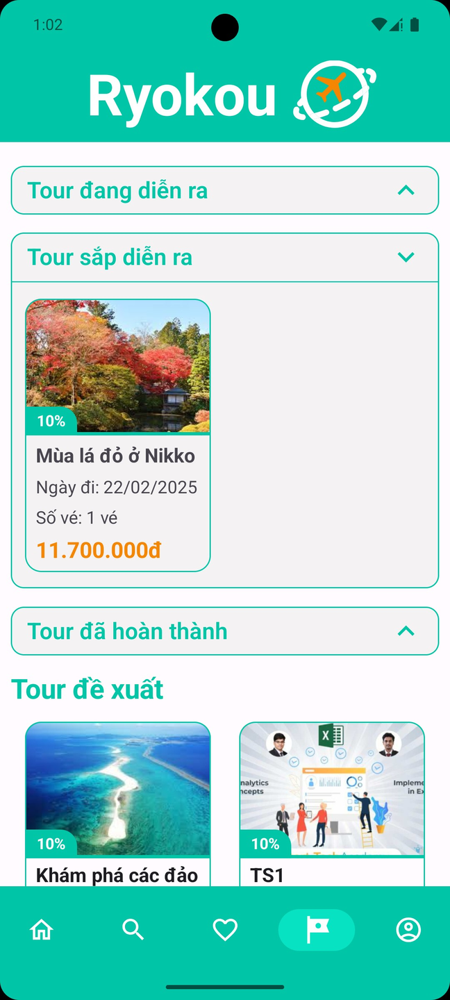 1:02
Ryokou
Tour đang diễn ra
Tour sắp diễn ra
10%
Mùa lá đỏ ở Nikko
Ngày đi: 22/02/2025
Số vé: 1 vé
11.700.000đ
Tour đã hoàn thành
Tour đề xuất
10%
Khám phá các đảo
nalytics
ncepts
Impleme
in Ex
10%
TS1